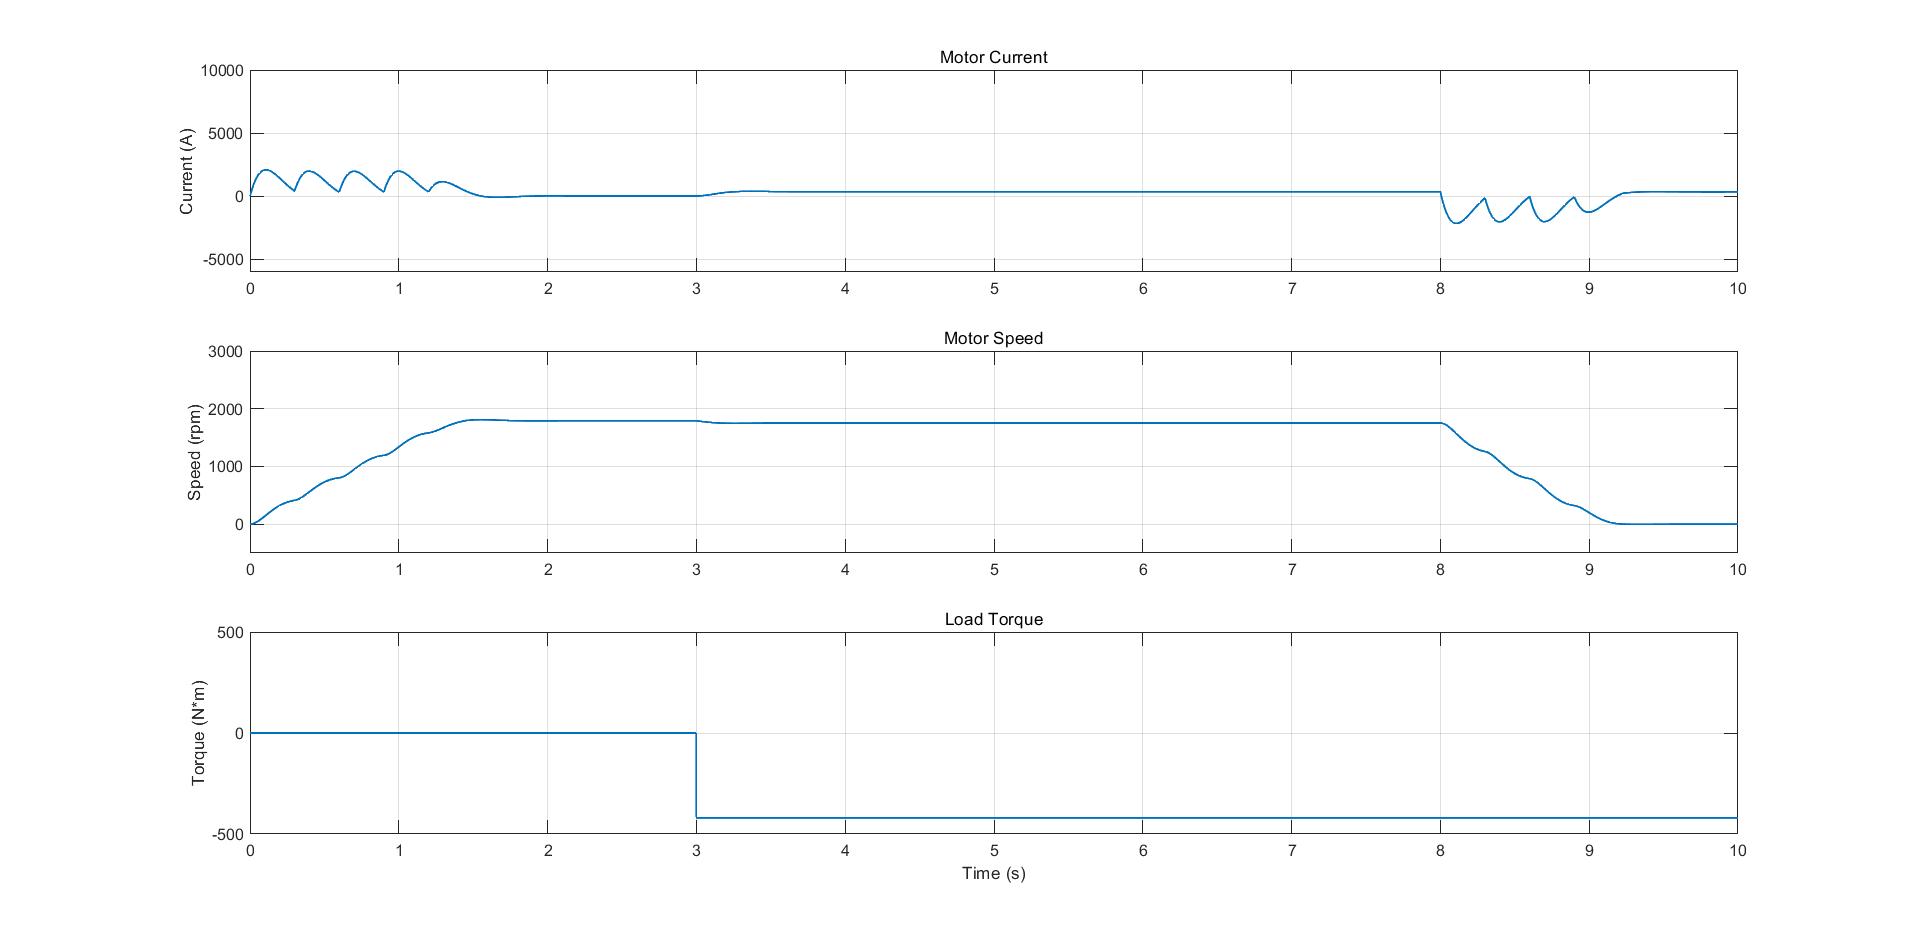 Motor Current
10000
5000
0
-5000
Current (A)
0 1 2 3 4 5 6 7 8 9 10
Motor Speed
3000
2000
1000
0
Speed (rpm)
0 1 2 3 4 5 6 7 8 9 10
Load Torque
500
0
-500
Torque (N*m)
0 1 2 3 4 5 6 7 8 9 10
Time (s)